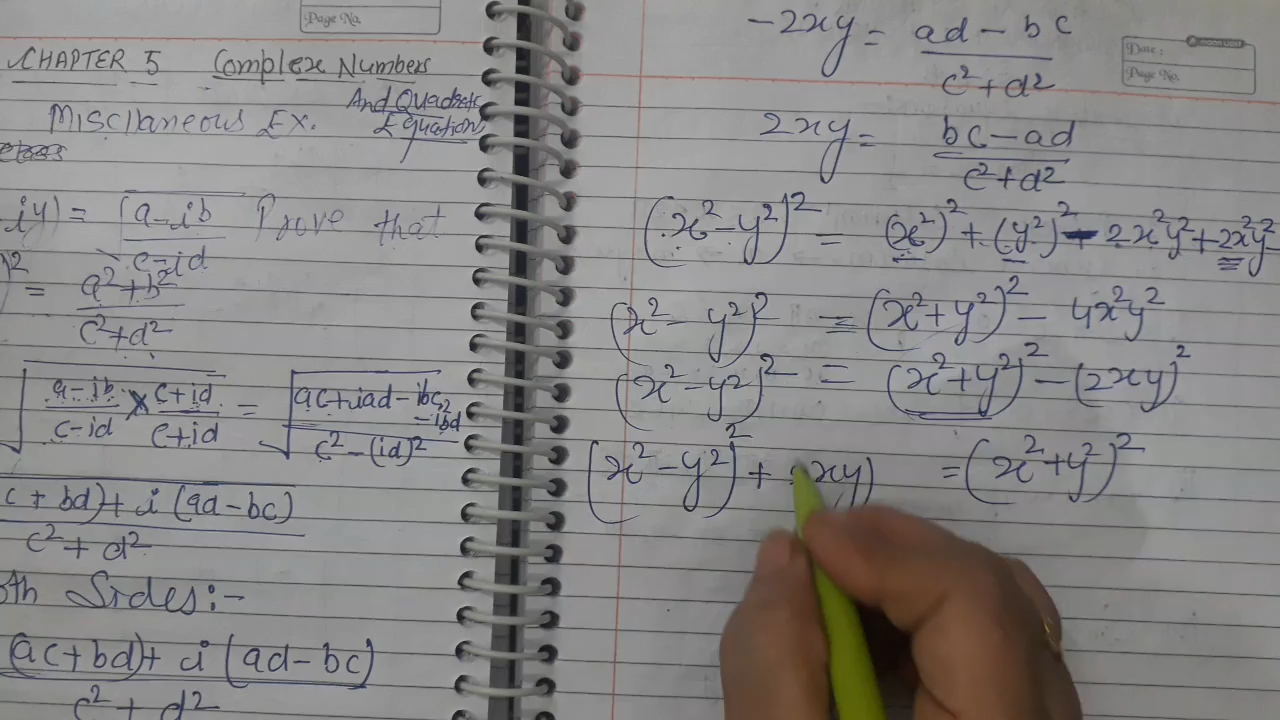 Page No.
CHAPTER 5 Complex Numbers
And Quadratic
Miscllaneous Ex. Equations
iy) = √a-ib Prove that
c-id
)² = a²+b²
c²+d²
√a-ib × c+id = √ac+iad-ibc
c-id c+id -i²bd
c²-(id)²
c+bd)+i(ad-bc)
c²+d²
oth Sides:-
(ac+bd)+i(ad-bc)
c²+d²
-2xy = ad-bc
c²+d²
Date:
Page No.
2xy = bc-ad
c²+d²
(x²-y²)² = (x²)²+(y²)²-2x²y²+2x²y²
(x²-y²)² = (x²+y²)²-4x²y²
(x²-y²)² = (x²+y²)²-(2xy)²
(x²-y²)²+ xy) = (x²+y²)²